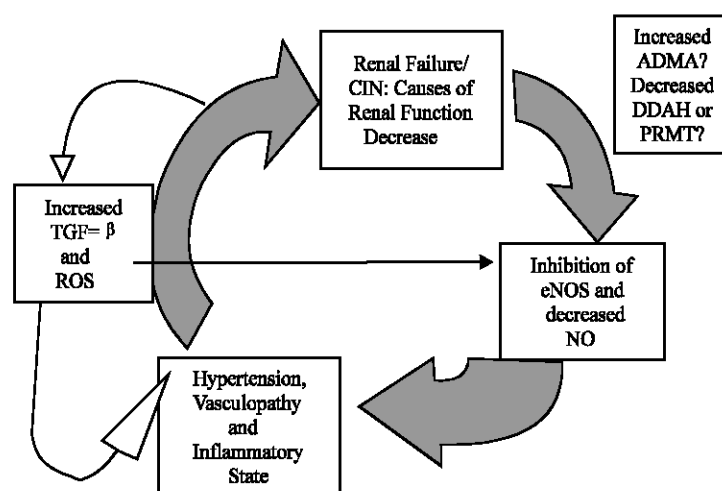 Renal Failure/
CIN: Causes of
Renal Function
Decrease
Increased
ADMA?
Decreased
DDAH or
PRMT?
Increased
TGF= β
and
ROS
Inhibition of
eNOS and
decreased
NO
Hypertension,
Vasculopathy
and
Inflammatory
State